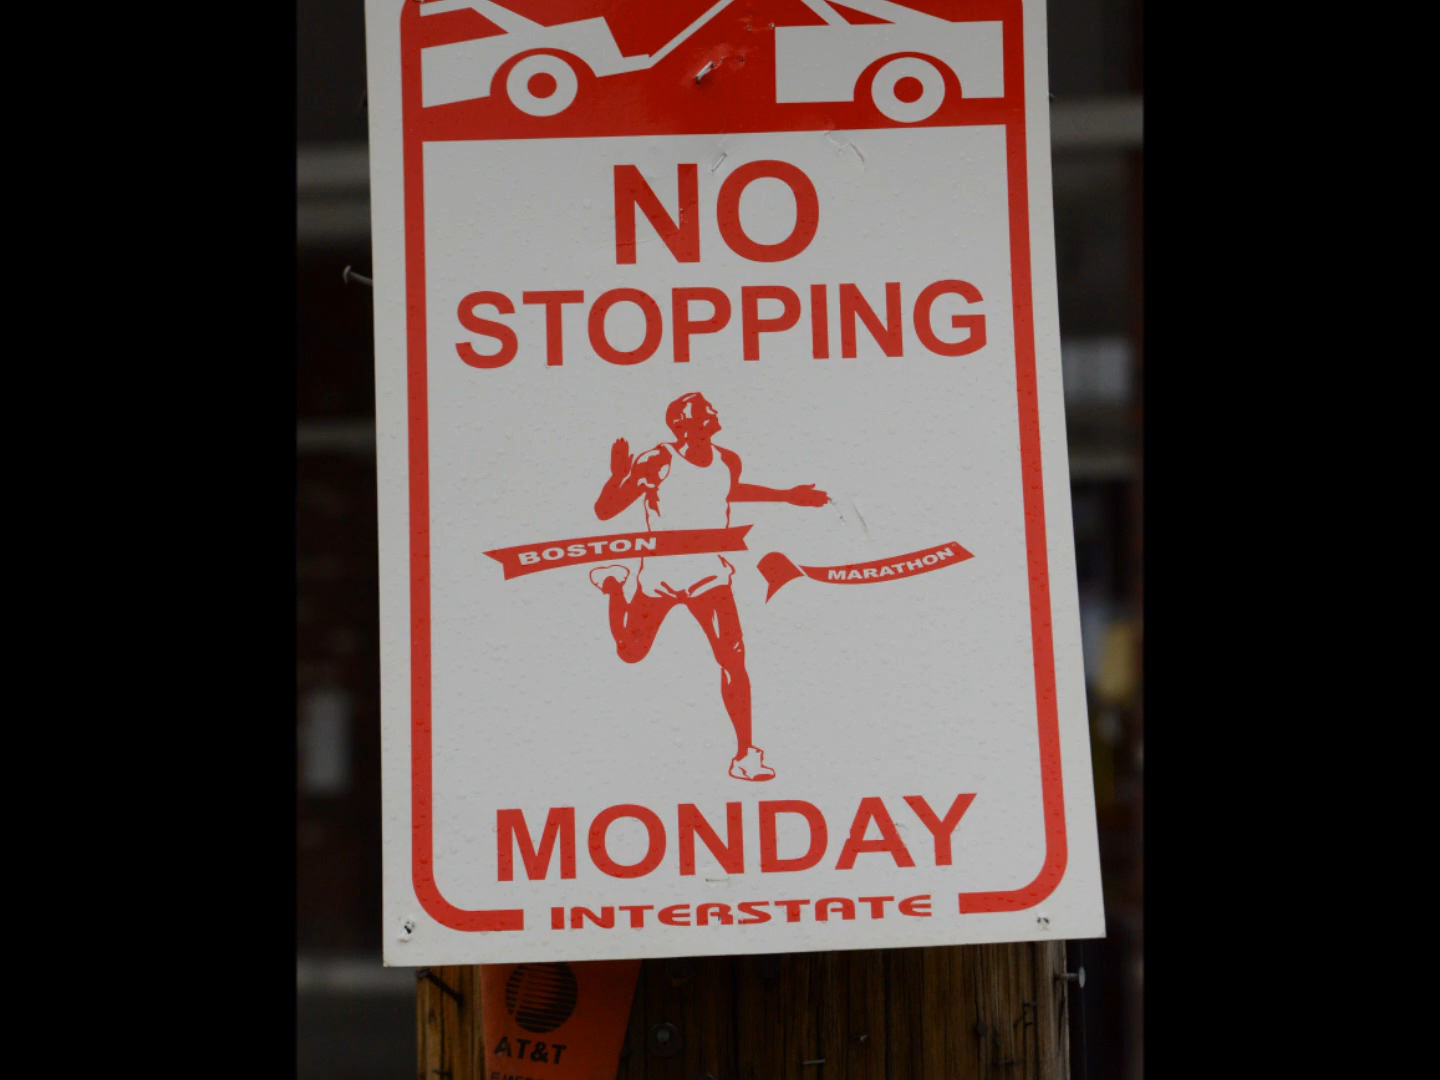 NO
STOPPING
BOSTON
MARATHON
MONDAY
INTERSTATE
AT&T